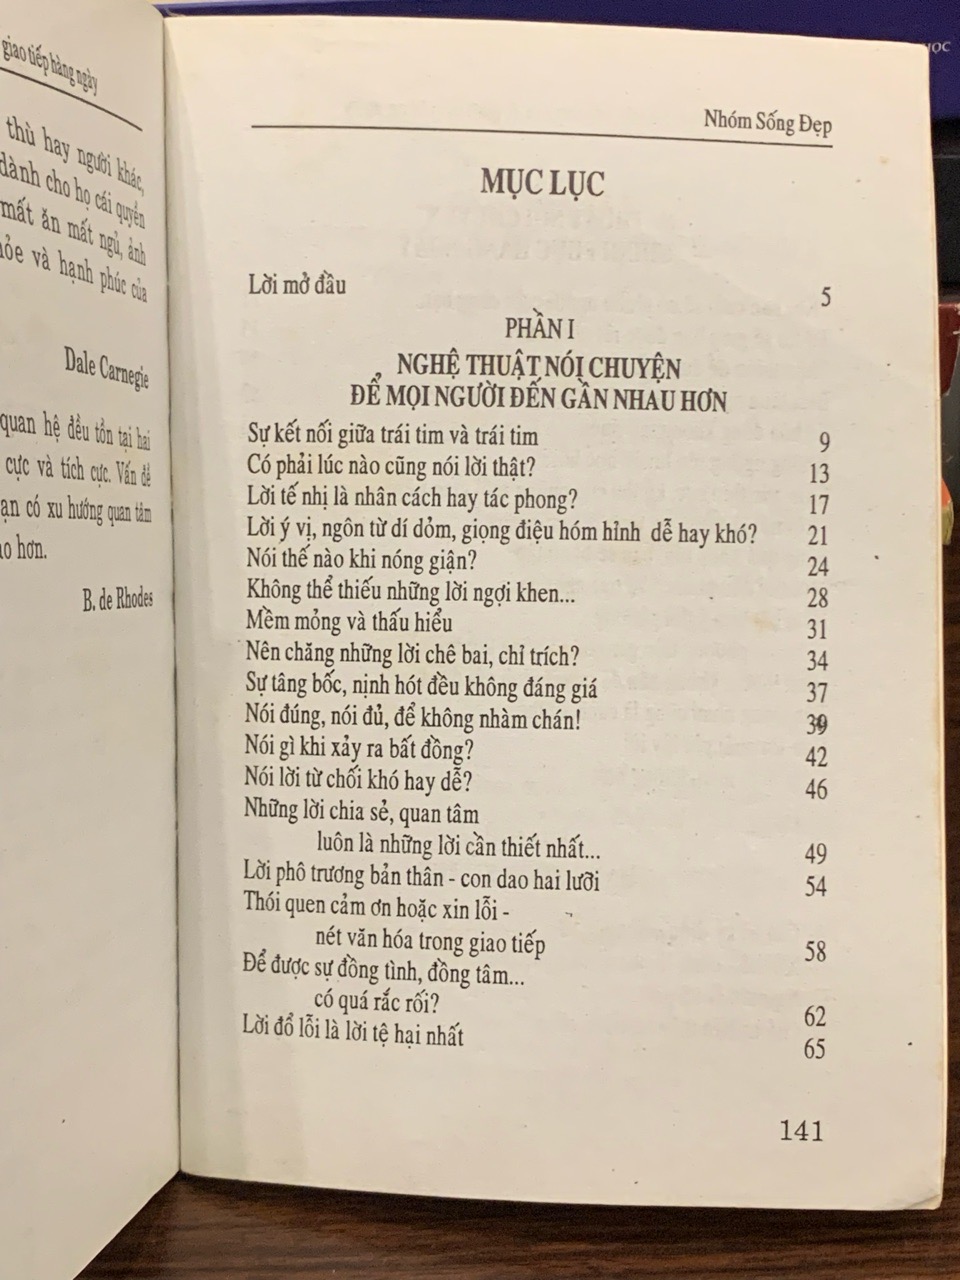 giao tiếp hàng ngày
thù hay người khác,
dành cho họ cái quyền
mất ăn mất ngủ, ảnh
và hạnh phúc của
Dale Carnegie
quan hệ đều tồn tại hai
cực và tích cực. Vấn đề
có xu hướng quan tâm
hơn.
B. de Rhodes
Nhóm Sống Đẹp
MỤC LỤC
Lời mở đầu 5
PHẦN I
NGHỆ THUẬT NÓI CHUYỆN
ĐỂ MỌI NGƯỜI ĐẾN GẦN NHAU HƠN
Sự kết nối giữa trái tim và trái tim 9
Có phải lúc nào cũng nói lời thật? 13
Lời tế nhị là nhân cách hay tác phong? 17
Lời ý vị, ngôn từ dí dỏm, giọng điệu hóm hỉnh dễ hay khó? 21
Nói thế nào khi nóng giận? 24
Không thể thiếu những lời ngợi khen... 28
Mềm mỏng và thấu hiểu 31
Nên chăng những lời chê bai, chỉ trích? 34
Sự tâng bốc, nịnh hót đều không đáng giá 37
Nói đúng, nói đủ, để không nhàm chán! 39
Nói gì khi xảy ra bất đồng? 42
Nói lời từ chối khó hay dễ? 46
Những lời chia sẻ, quan tâm
luôn là những lời cần thiết nhất... 49
Lời phô trương bản thân - con dao hai lưỡi 54
Thói quen cảm ơn hoặc xin lỗi -
nét văn hóa trong giao tiếp 58
Để được sự đồng tình, đồng tâm...
có quá rắc rối? 62
Lời đổ lỗi là lời tệ hại nhất 65
141